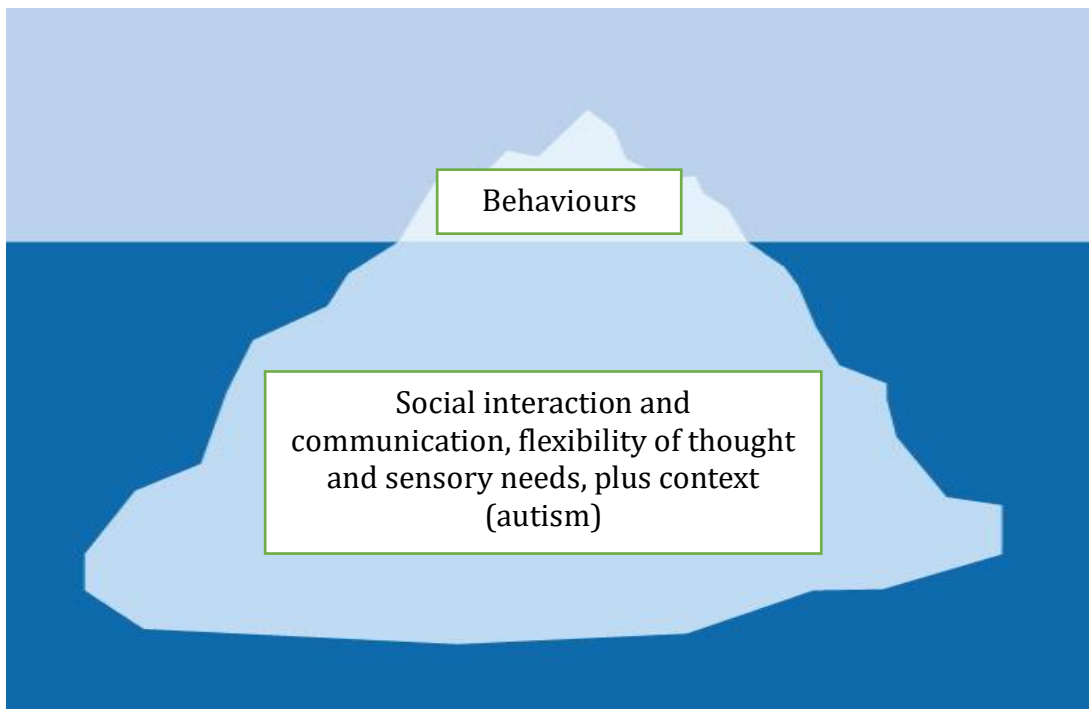 Behaviours
Social interaction and
communication, flexibility of thought
and sensory needs, plus context
(autism)